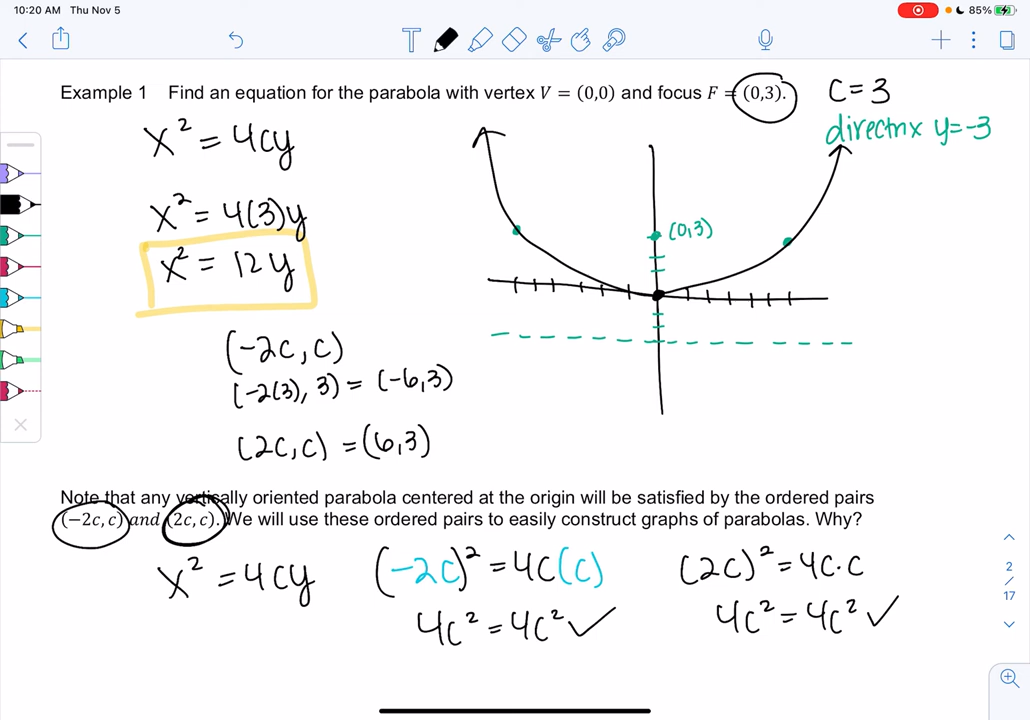 10:20 AM Thu Nov 5
85%
Example 1 Find an equation for the parabola with vertex V = (0,0) and focus F = (0,3).
C = 3
directrix y=-3
x² = 4cy
x² = 4(3)y
x² = 12y
(0,3)
(-2c, c)
(-2(3), 3) = (-6,3)
(2c, c) = (6,3)
Note that any vertically oriented parabola centered at the origin will be satisfied by the ordered pairs
(−2c, c) and (2c, c). We will use these ordered pairs to easily construct graphs of parabolas. Why?
x² = 4cy
(-2c)² = 4c(c)
4c² = 4c² ✓
(2c)² = 4c·c
4c² = 4c² ✓
2
/
17